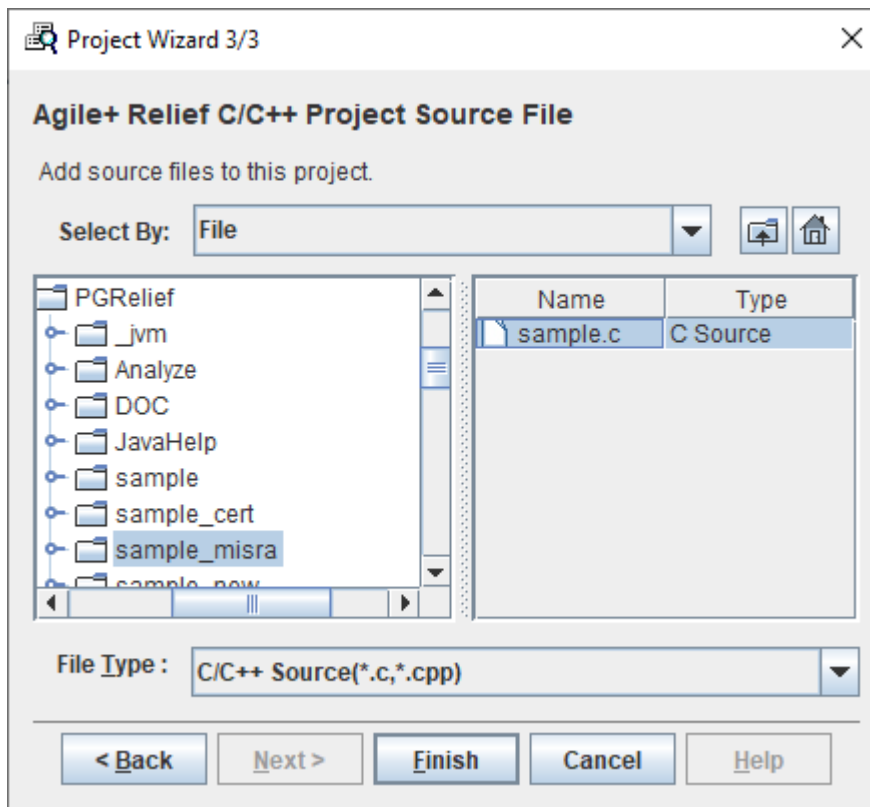 Project Wizard 3/3
Agile+ Relief C/C++ Project Source File
Add source files to this project.
Select By: File
PGRelief
_jvm
Analyze
DOC
JavaHelp
sample
sample_cert
sample_misra
sample_new
Name Type
sample.c C Source
File Type : C/C++ Source(*.c,*.cpp)
< Back Next > Finish Cancel Help